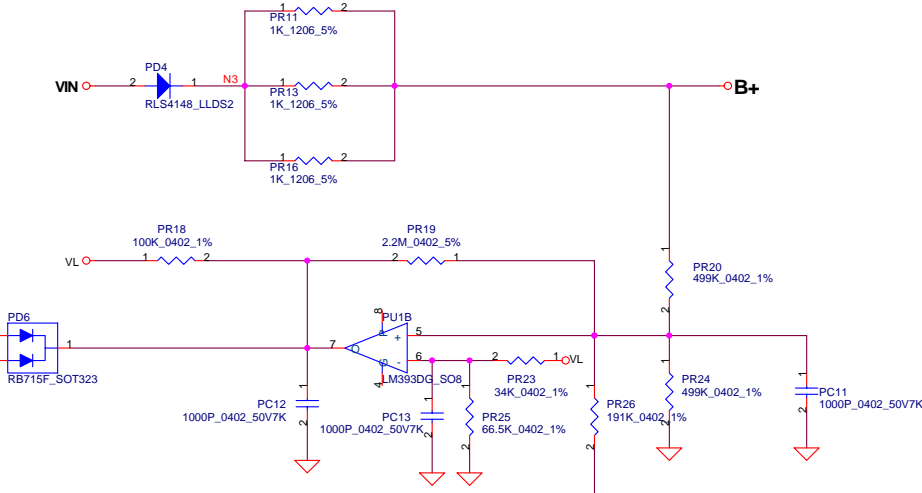 PR11
1 2
1K_1206_5%
PD4
VIN 2 1 N3 1 2 B+
PR13
RLS4148_LLDS2
1K_1206_5%
1 2
PR16
1K_1206_5%
PR18
100K_0402_1%
PR19
2.2M_0402_5%
VL 1 2 2 1
1
PR20
499K_0402_1%
2
PD6
8
PU1B
P
5
+
1
7
O
6
-
G
4
LM393DG_SO8
RB715F_SOT323
2 1 VL
PR23
34K_0402_1%
1
PC12
1000P_0402_50V7K
2
1
PC13
1000P_0402_50V7K
2
1
PR25
66.5K_0402_1%
2
1
PR26
191K_0402_1%
2
1
PR24
499K_0402_1%
2
1
PC11
1000P_0402_50V7K
2